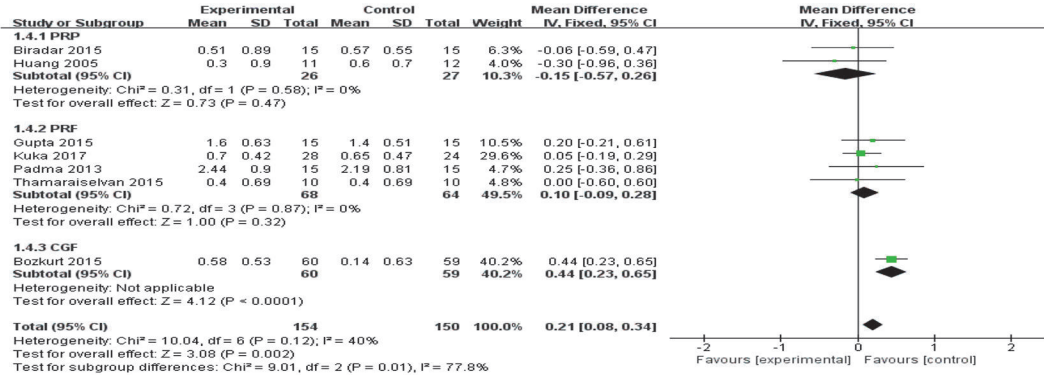 Experimental Control Mean Difference Mean Difference
Study or Subgroup Mean SD Total Mean SD Total Weight IV, Fixed, 95% CI IV, Fixed, 95% CI
1.4.1 PRP
Biradar 2015 0.51 0.89 15 0.57 0.55 15 6.3% -0.06 [-0.59, 0.47]
Huang 2005 0.3 0.9 11 0.6 0.7 12 4.0% -0.30 [-0.96, 0.36]
Subtotal (95% CI) 26 27 10.3% -0.15 [-0.57, 0.26]
Heterogeneity: Chi² = 0.31, df = 1 (P = 0.58); I² = 0%
Test for overall effect: Z = 0.73 (P = 0.47)
1.4.2 PRF
Gupta 2015 1.6 0.63 15 1.4 0.51 15 10.5% 0.20 [-0.21, 0.61]
Kuka 2017 0.7 0.42 28 0.65 0.47 24 29.6% 0.05 [-0.19, 0.29]
Padma 2013 2.44 0.9 15 2.19 0.81 15 4.7% 0.25 [-0.36, 0.86]
Thamaraiselvan 2015 0.4 0.69 10 0.4 0.69 10 4.8% 0.00 [-0.60, 0.60]
Subtotal (95% CI) 68 64 49.5% 0.10 [-0.09, 0.28]
Heterogeneity: Chi² = 0.72, df = 3 (P = 0.87); I² = 0%
Test for overall effect: Z = 1.00 (P = 0.32)
1.4.3 CGF
Bozkurt 2015 0.58 0.53 60 0.14 0.63 59 40.2% 0.44 [0.23, 0.65]
Subtotal (95% CI) 60 59 40.2% 0.44 [0.23, 0.65]
Heterogeneity: Not applicable
Test for overall effect: Z = 4.12 (P < 0.0001)
Total (95% CI) 154 150 100.0% 0.21 [0.08, 0.34]
Heterogeneity: Chi² = 10.04, df = 6 (P = 0.12); I² = 40%
Test for overall effect: Z = 3.08 (P = 0.002)
Test for subgroup differences: Chi² = 9.01, df = 2 (P = 0.01), I² = 77.8%
-2 -1 0 1 2
Favours [experimental] Favours [control]